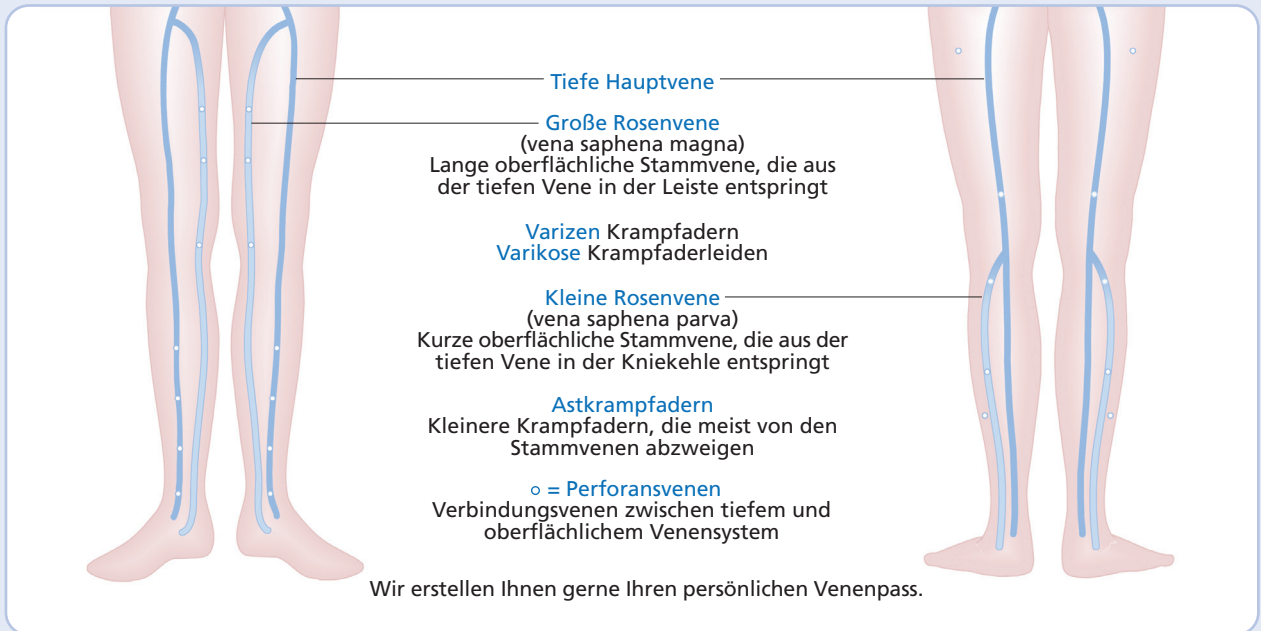 Tiefe Hauptvene
Große Rosenvene
(vena saphena magna)
Lange oberflächliche Stammvene, die aus
der tiefen Vene in der Leiste entspringt
Varizen Krampfadern
Varikose Krampfaderleiden
Kleine Rosenvene
(vena saphena parva)
Kurze oberflächliche Stammvene, die aus der
tiefen Vene in der Kniekehle entspringt
Astkrampfadern
Kleinere Krampfadern, die meist von den
Stammvenen abzweigen
o = Perforansvenen
Verbindungsvenen zwischen tiefem und
oberflächlichem Venensystem
Wir erstellen Ihnen gerne Ihren persönlichen Venenpass.